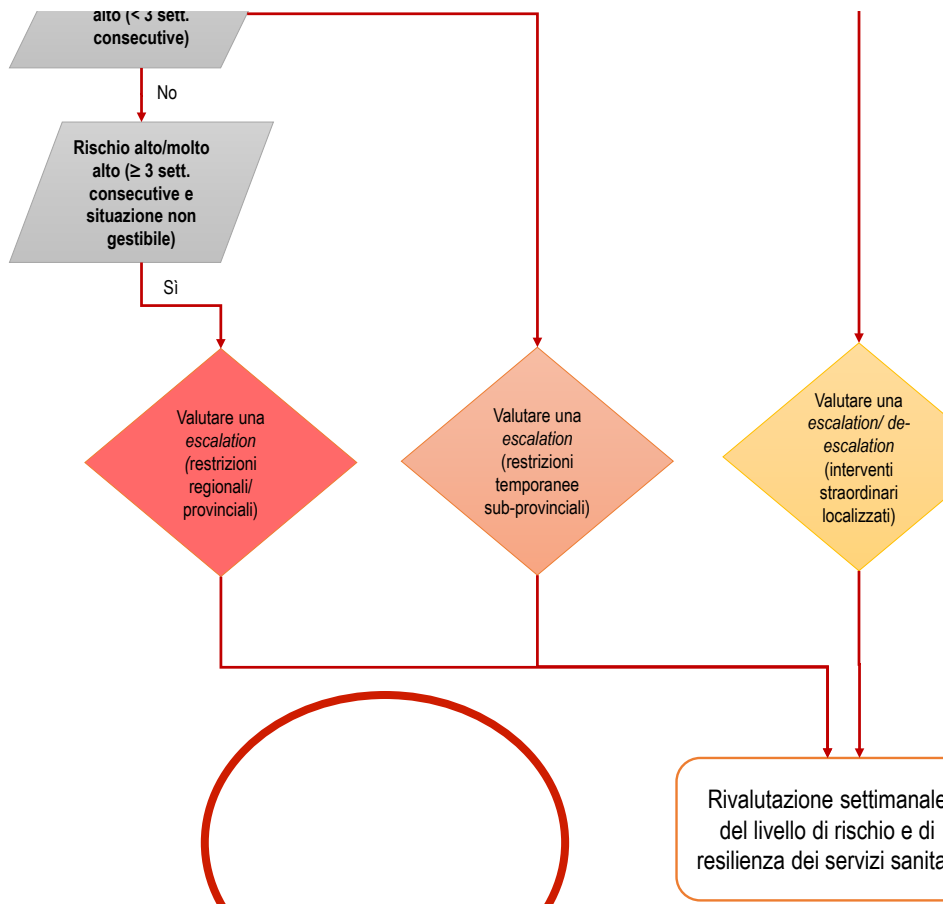 alto (< 3 sett.
consecutive)
No
Rischio alto/molto
alto (≥ 3 sett.
consecutive e
situazione non
gestibile)
Sì
Valutare una
escalation
(restrizioni
regionali/
provinciali)
Valutare una
escalation
(restrizioni
temporanee
sub-provinciali)
Valutare una
escalation/ de-
escalation
(interventi
straordinari
localizzati)
Rivalutazione settimanale
del livello di rischio e di
resilienza dei servizi